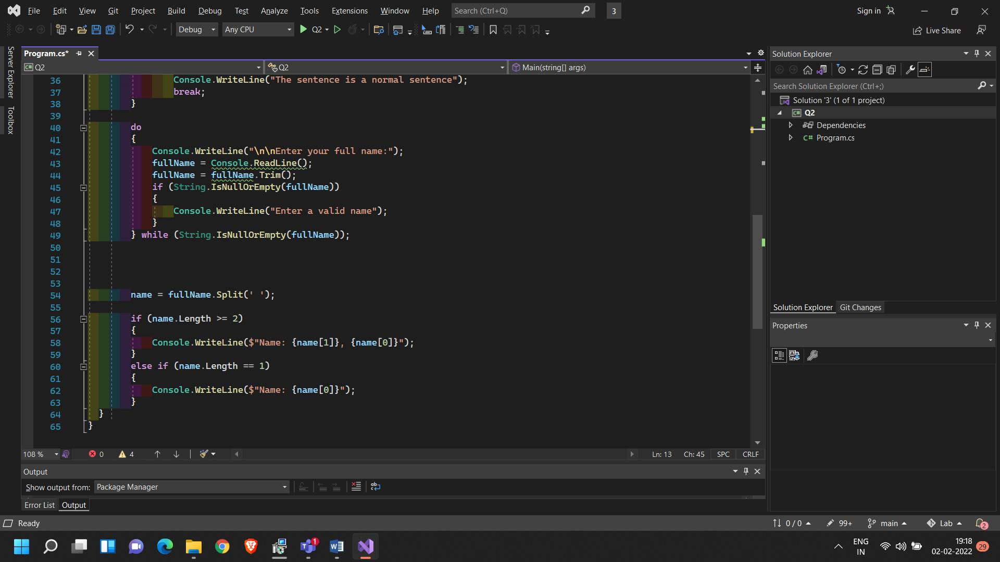 File Edit View Git Project Build Debug Test Analyze Tools Extensions Window Help Search (Ctrl+Q) 3 Sign in
Debug Any CPU Q2 Live Share
Server Explorer
Toolbox
Program.cs*
Q2 Q2 Main(string[] args)
36 Console.WriteLine("The sentence is a normal sentence");
37 break;
38 }
39
40 do
41 {
42 Console.WriteLine("\n\nEnter your full name:");
43 fullName = Console.ReadLine();
44 fullName = fullName.Trim();
45 if (String.IsNullOrEmpty(fullName))
46 {
47 Console.WriteLine("Enter a valid name");
48 }
49 } while (String.IsNullOrEmpty(fullName));
50
51
52
53
54 name = fullName.Split(' ');
55
56 if (name.Length >= 2)
57 {
58 Console.WriteLine($"Name: {name[1]}, {name[0]}");
59 }
60 else if (name.Length == 1)
61 {
62 Console.WriteLine($"Name: {name[0]}");
63 }
64 }
65 }
108 % 0 4 Ln: 13 Ch: 45 SPC CRLF
Output
Show output from: Package Manager
Error List Output
Solution Explorer
Search Solution Explorer (Ctrl+;)
Solution '3' (1 of 1 project)
C# Q2
Dependencies
C# Program.cs
Solution Explorer Git Changes
Properties
Ready 0 / 0 99+ main Lab 2
1
ENG
IN
19:18
02-02-2022 29